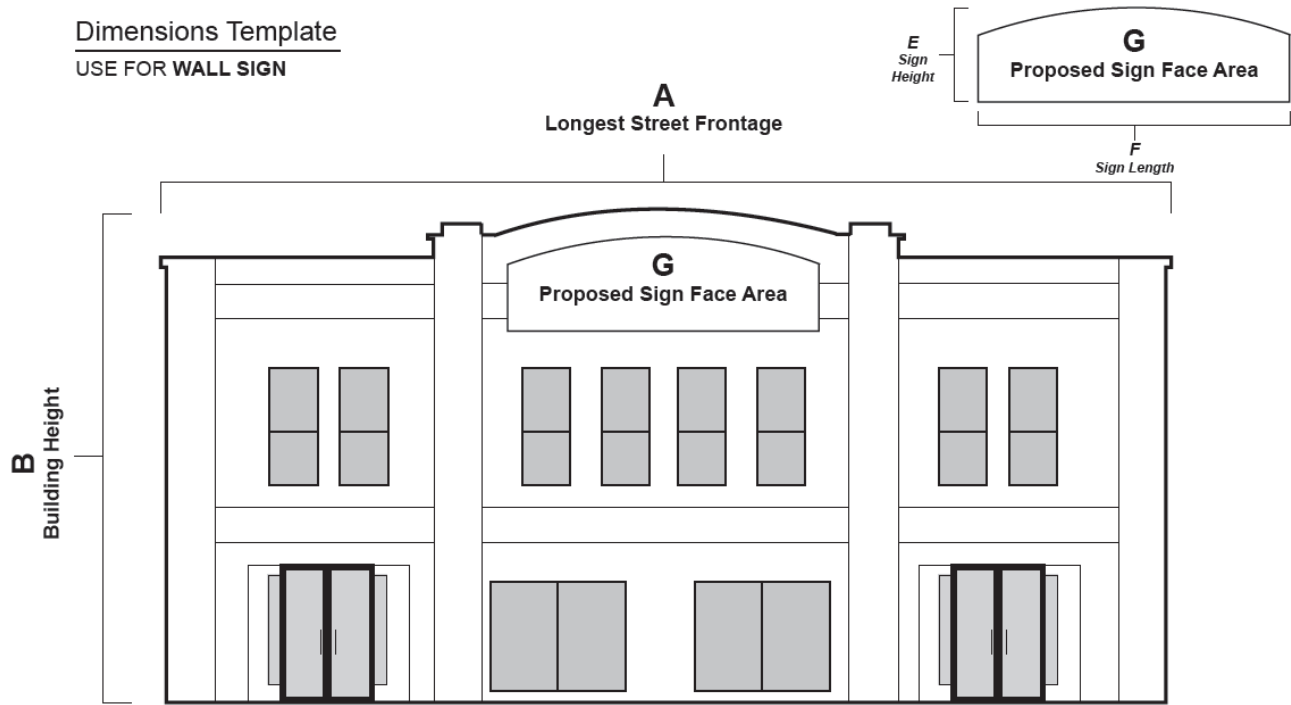 Dimensions Template
USE FOR WALL SIGN
E
Sign
Height
G
Proposed Sign Face Area
F
Sign Length
A
Longest Street Frontage
G
Proposed Sign Face Area
B
Building Height